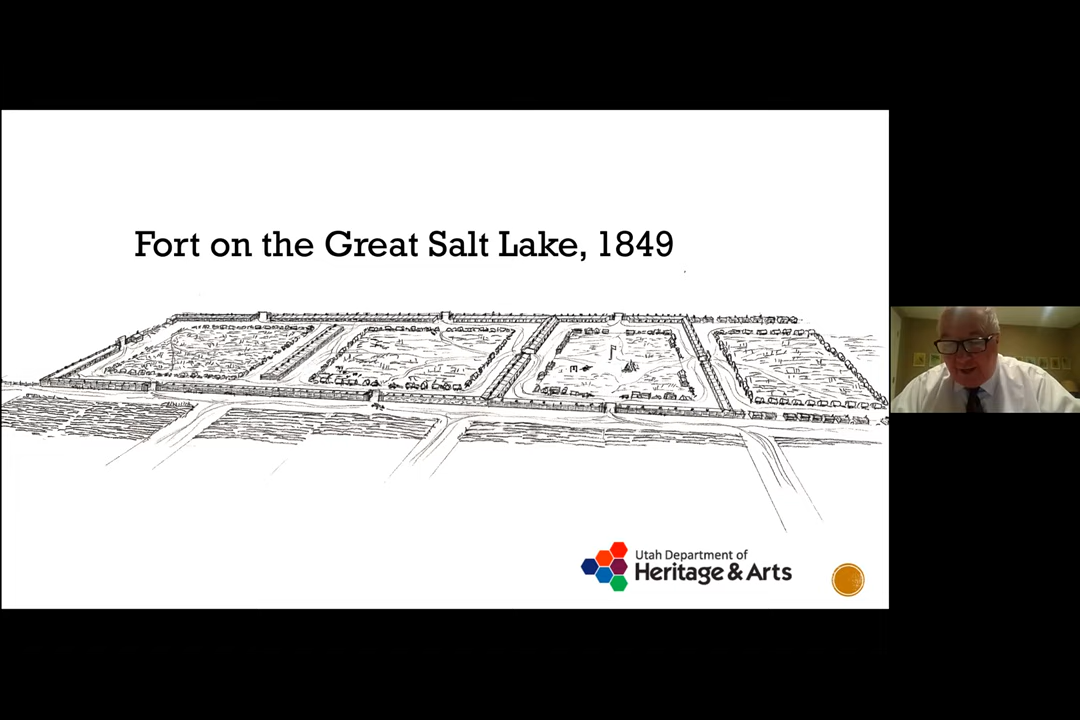 Fort on the Great Salt Lake, 1849
Utah Department of
Heritage & Arts